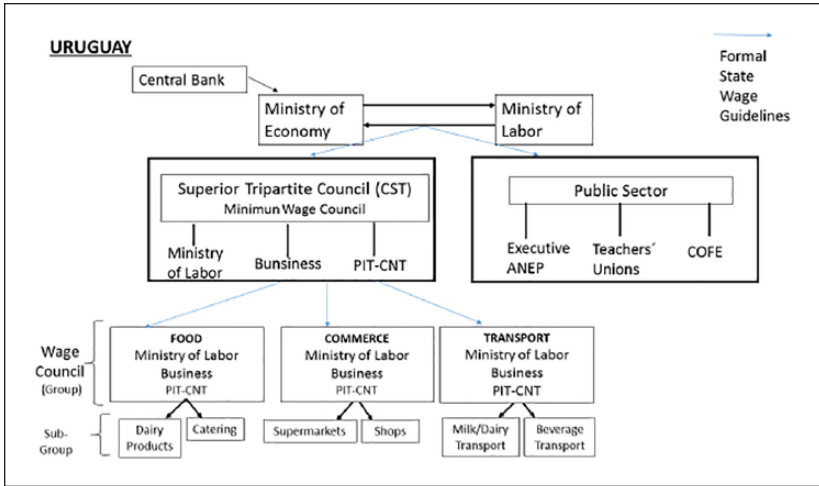 URUGUAY
Formal
State
Wage
Guidelines
Central Bank
Ministry of
Economy
Ministry of
Labor
Superior Tripartite Council (CST)
Minimun Wage Council
Ministry
of Labor
Bunsiness
PIT-CNT
Public Sector
Executive
ANEP
Teachers´
Unions
COFE
Wage
Council
(Group)
FOOD
Ministry of Labor
Business
PIT-CNT
COMMERCE
Ministry of Labor
Business
PIT-CNT
TRANSPORT
Ministry of Labor
Business
PIT-CNT
Sub-
Group
Dairy
Products
Catering
Supermarkets
Shops
Milk/Dairy
Transport
Beverage
Transport